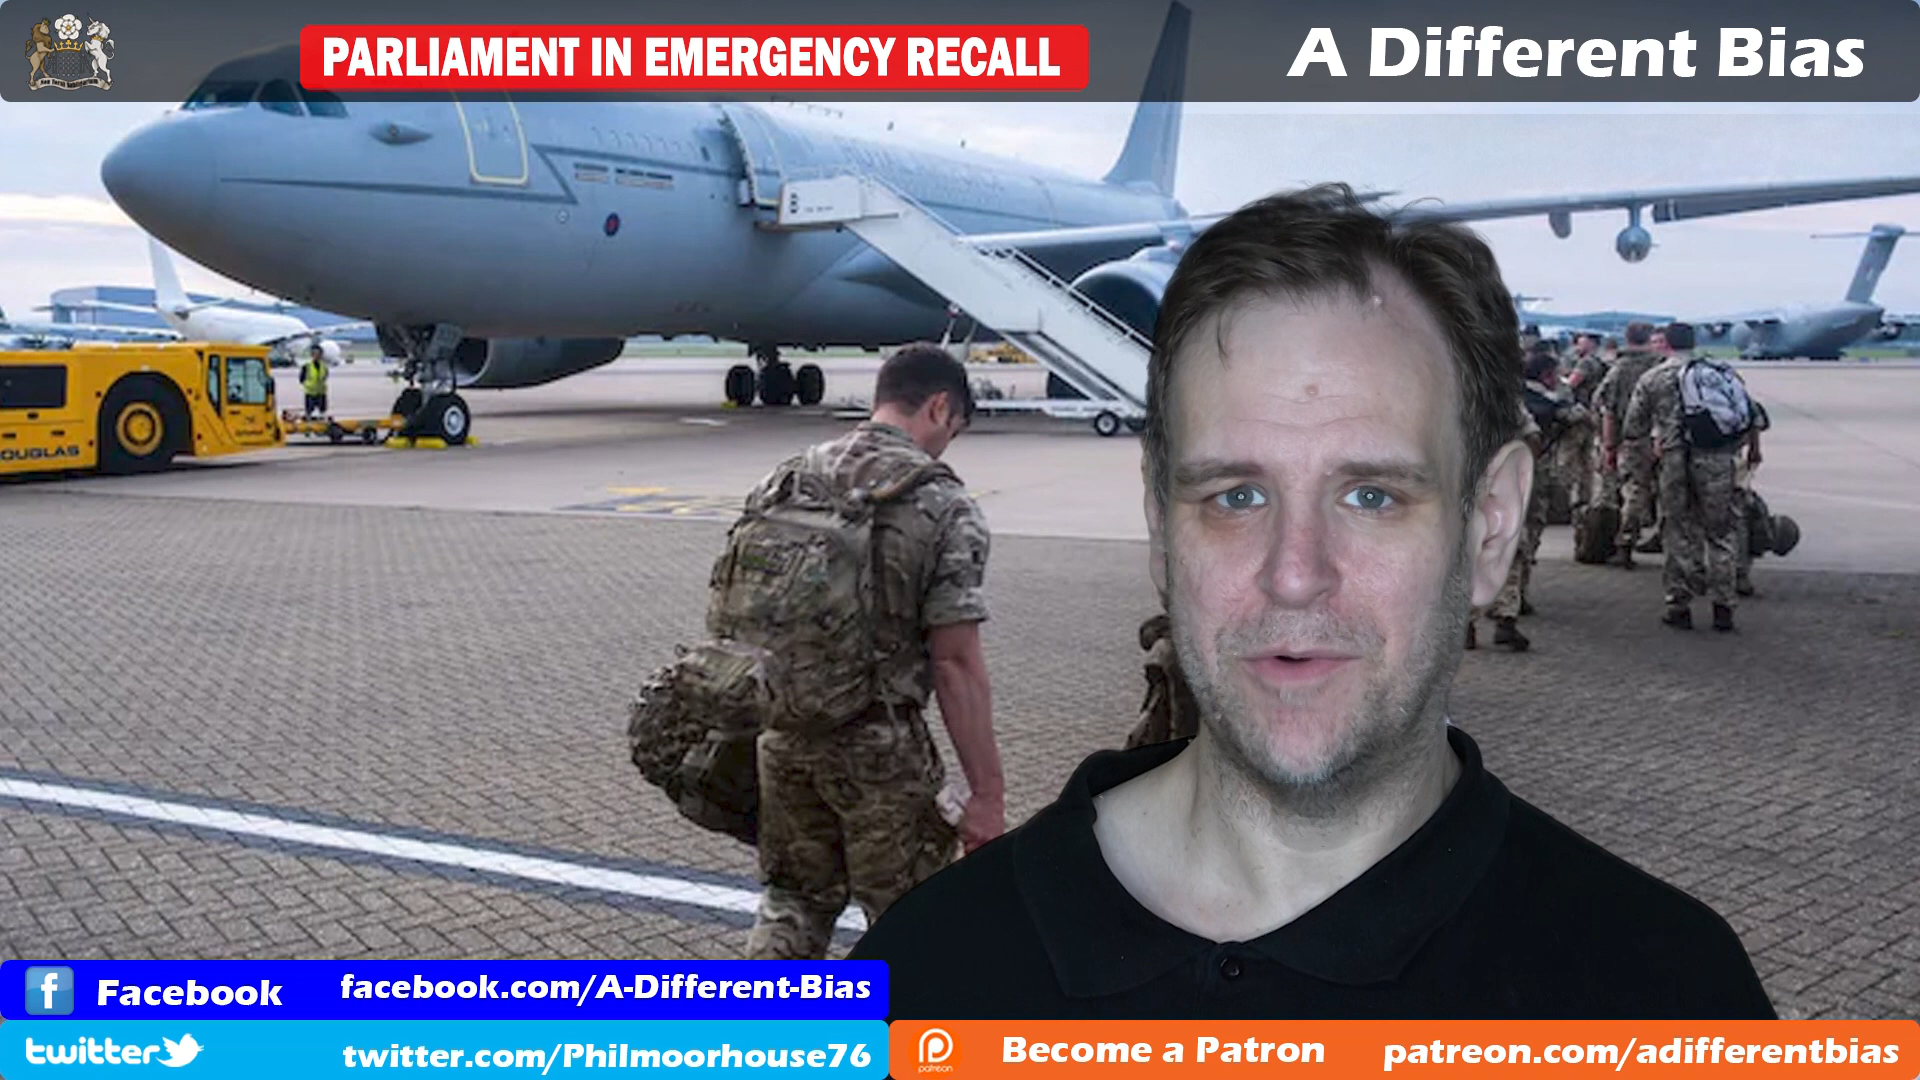 PARLIAMENT IN EMERGENCY RECALL
A Different Bias
OUGLAS
Facebook
facebook.com/A-Different-Bias
twitter
twitter.com/Philmoorhouse76
patreon
Become a Patron
patreon.com/adifferentbias